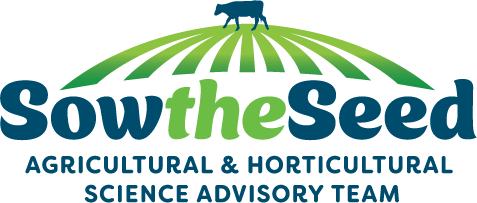 SowtheSeed
AGRICULTURAL & HORTICULTURAL
SCIENCE ADVISORY TEAM